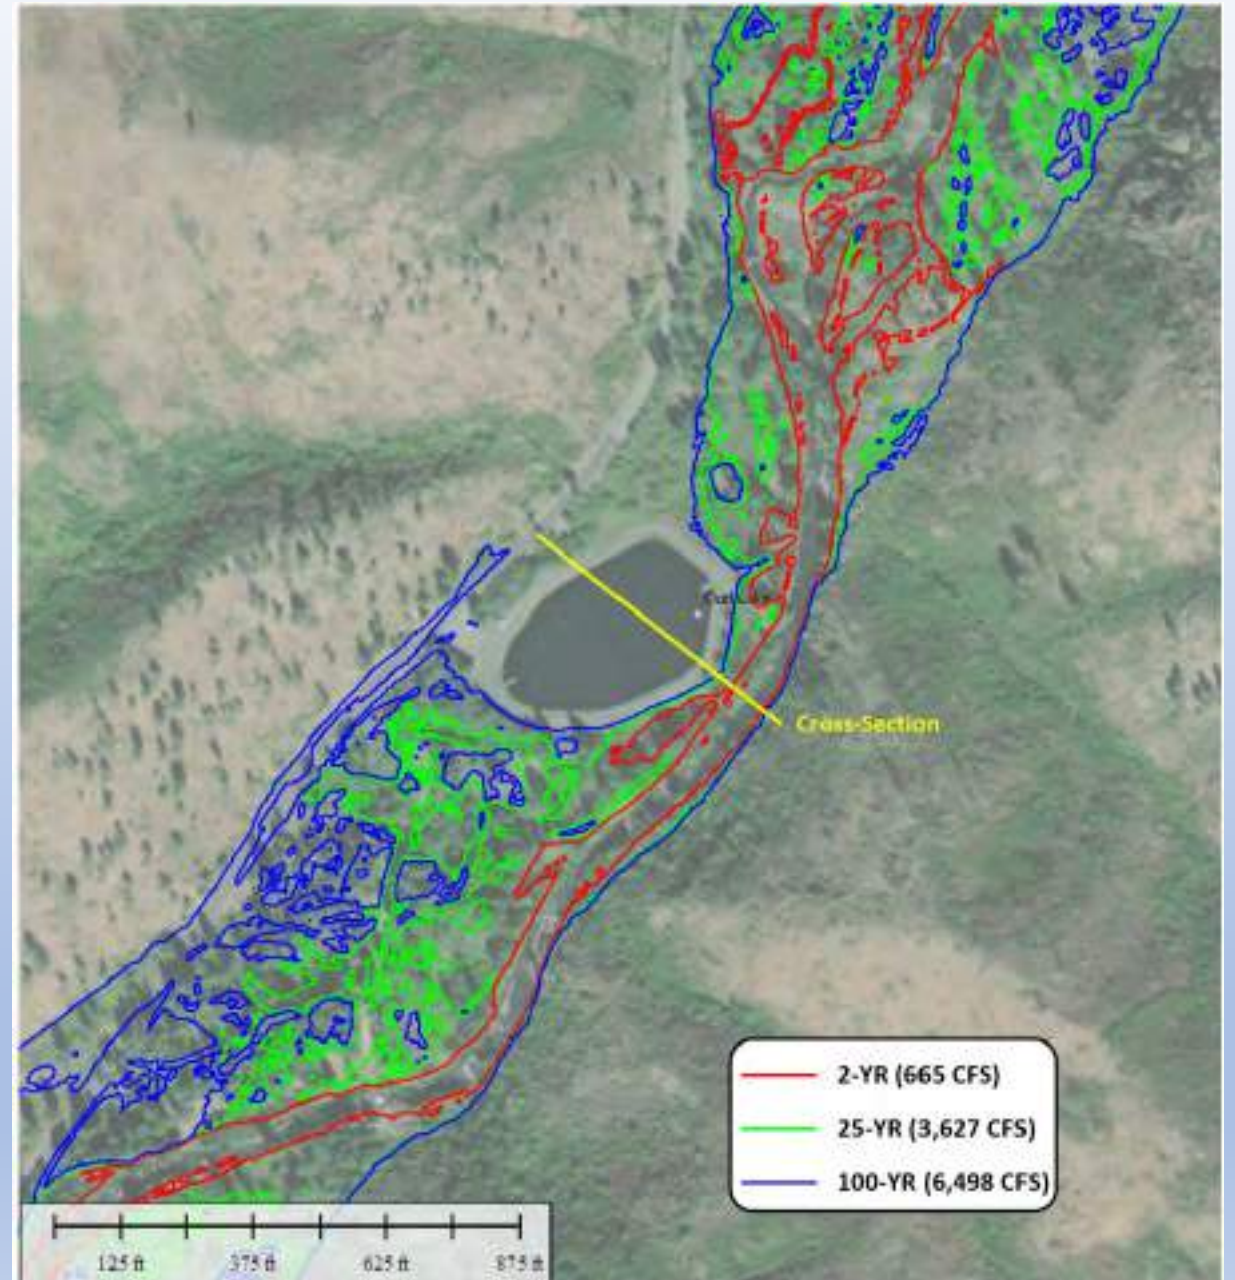 Cross-Section
2-YR (665 CFS)
25-YR (3,627 CFS)
100-YR (6,498 CFS)
125 ft 375 ft 625 ft 875 ft